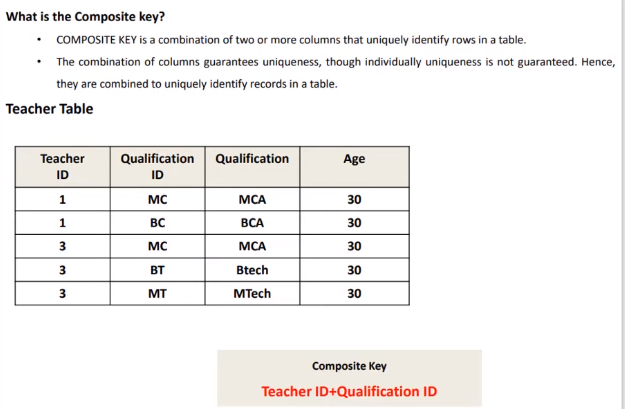 What is the Composite key?
• COMPOSITE KEY is a combination of two or more columns that uniquely identify rows in a table.
• The combination of columns guarantees uniqueness, though individually uniqueness is not guaranteed. Hence,
they are combined to uniquely identify records in a table.
Teacher Table
Teacher ID Qualification ID Qualification Age
1 MC MCA 30
1 BC BCA 30
3 MC MCA 30
3 BT Btech 30
3 MT MTech 30
Composite Key
Teacher ID+Qualification ID